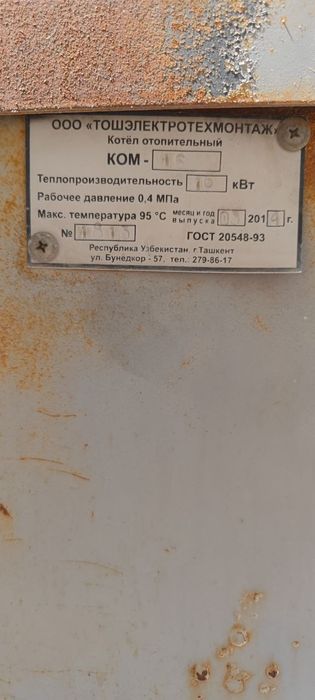 ООО «ТОШЭЛЕКТРОТЕХМОНТАЖ»
Котёл отопительный
КОМ -
Теплопроизводительность кВт
Рабочее давление 0,4 МПа
Макс. температура 95 °С месяц и год выпуска 201 г.
№ ГОСТ 20548-93
Республика Узбекистан. г.Ташкент
ул. Бунёдкор - 57, тел.: 279-86-17